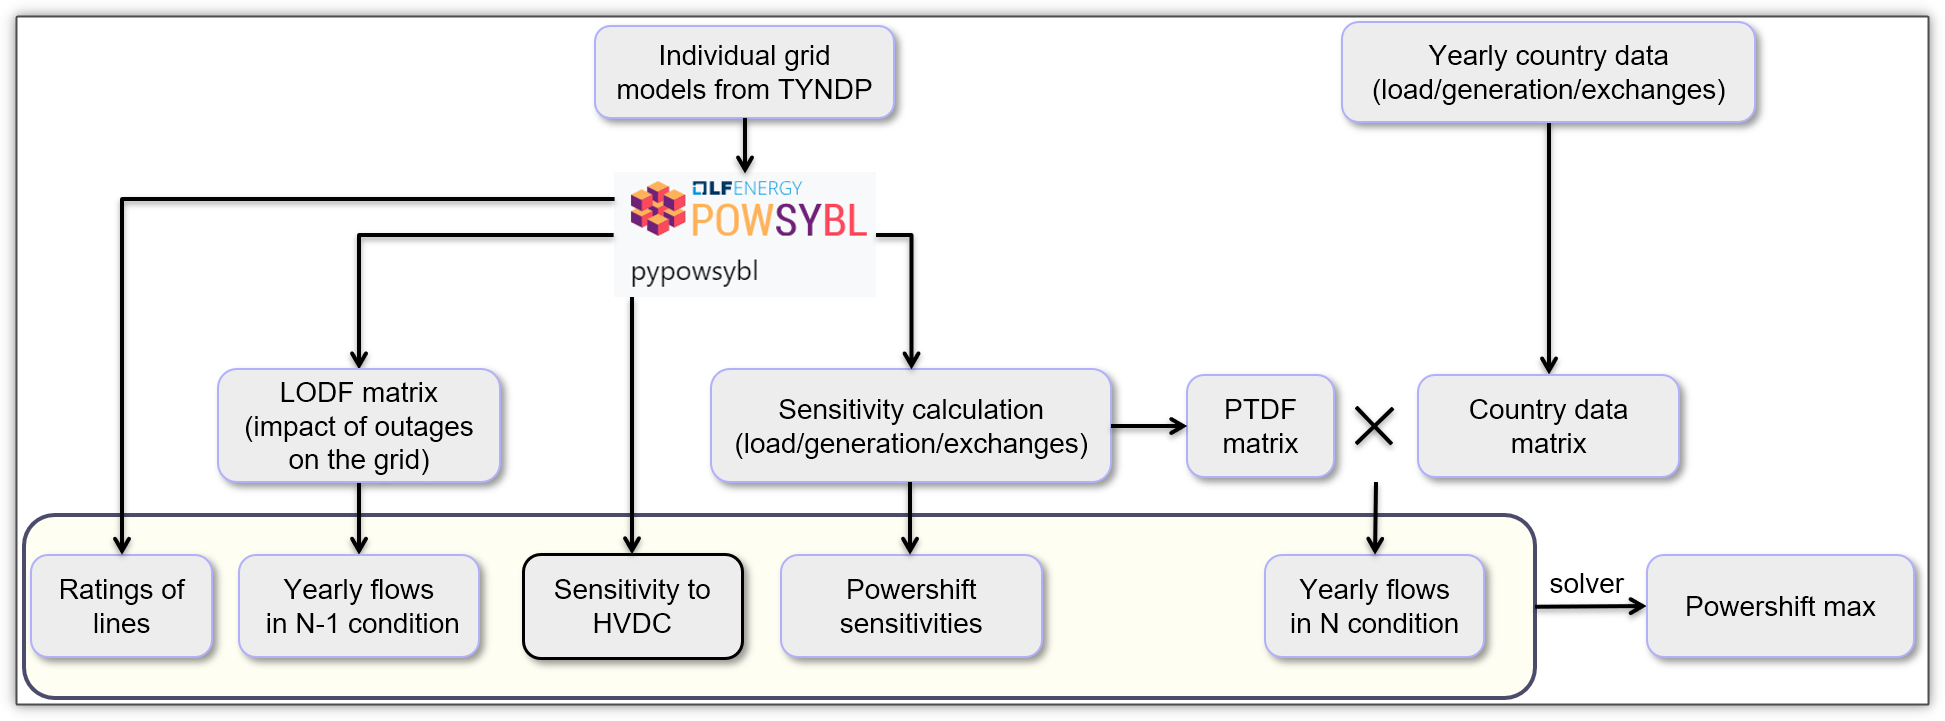 Individual grid
models from TYNDP
Yearly country data
(load/generation/exchanges)
LFENERGY
POWSYBL
pypowsybl
LODF matrix
(impact of outages
on the grid)
Sensitivity calculation
(load/generation/exchanges)
PTDF
matrix
Country data
matrix
Ratings of
lines
Yearly flows
in N-1 condition
Sensitivity to
HVDC
Powershift
sensitivities
Yearly flows
in N condition
solver
Powershift max